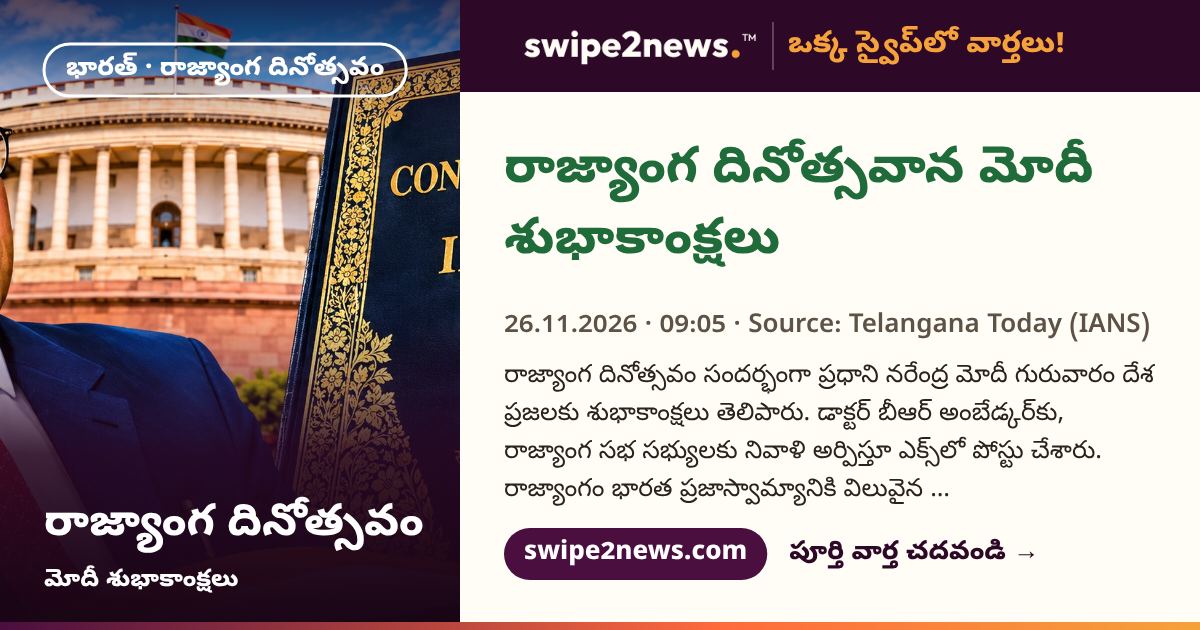 భారత్ · రాజ్యాంగ దినోత్సవం
CON
I
రాజ్యాంగ దినోత్సవం
మోదీ శుభాకాంక్షలు
swipe2news.™ ఒక్క స్వైప్‌లో వార్తలు!
రాజ్యాంగ దినోత్సవాన మోదీ
శుభాకాంక్షలు
26.11.2026 · 09:05 · Source: Telangana Today (IANS)
రాజ్యాంగ దినోత్సవం సందర్భంగా ప్రధాని నరేంద్ర మోదీ గురువారం దేశ
ప్రజలకు శుభాకాంక్షలు తెలిపారు. డాక్టర్ బీఆర్ అంబేడ్కర్‌కు,
రాజ్యాంగ సభ సభ్యులకు నివాళి అర్పిస్తూ ఎక్స్‌లో పోస్టు చేశారు.
రాజ్యాంగం భారత ప్రజాస్వామ్యానికి విలువైన ...
swipe2news.com పూర్తి వార్త చదవండి →